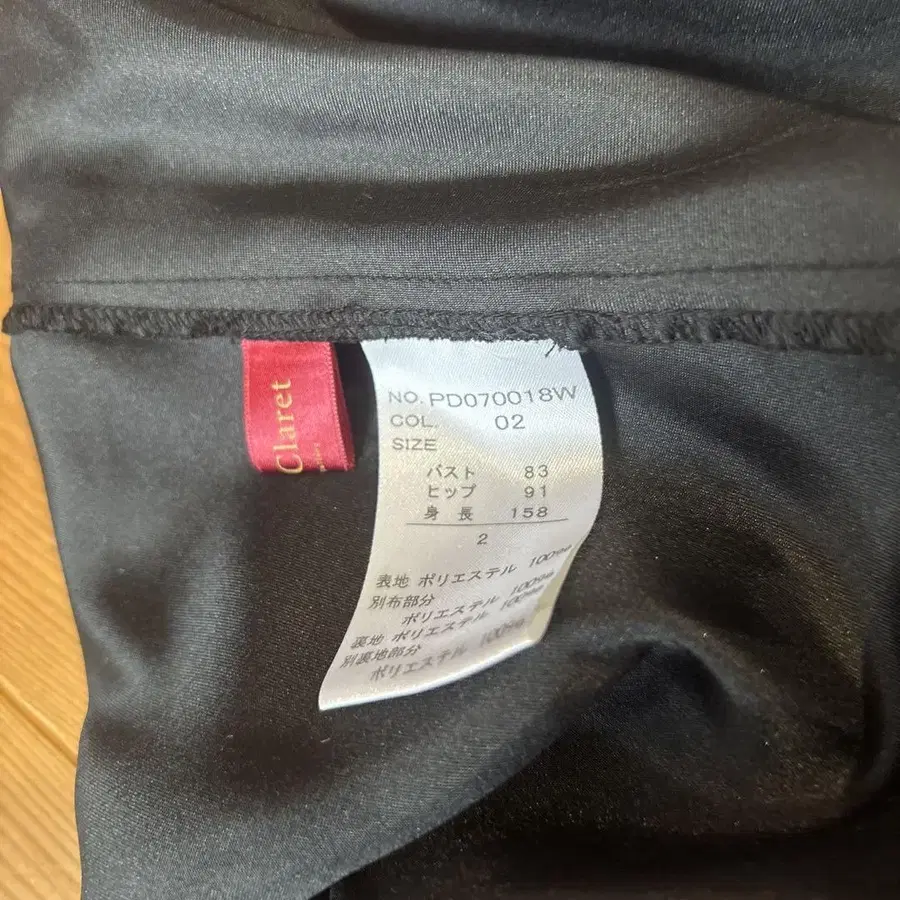 Claret
NO. PD070018W
COL. 02
SIZE
バスト 83
ヒップ 91
身長 158
2
表地 ポリエステル 100%
別布部分
ポリエステル 100%
裏地 ポリエステル 100%
別裏地部分
ポリエステル 100%